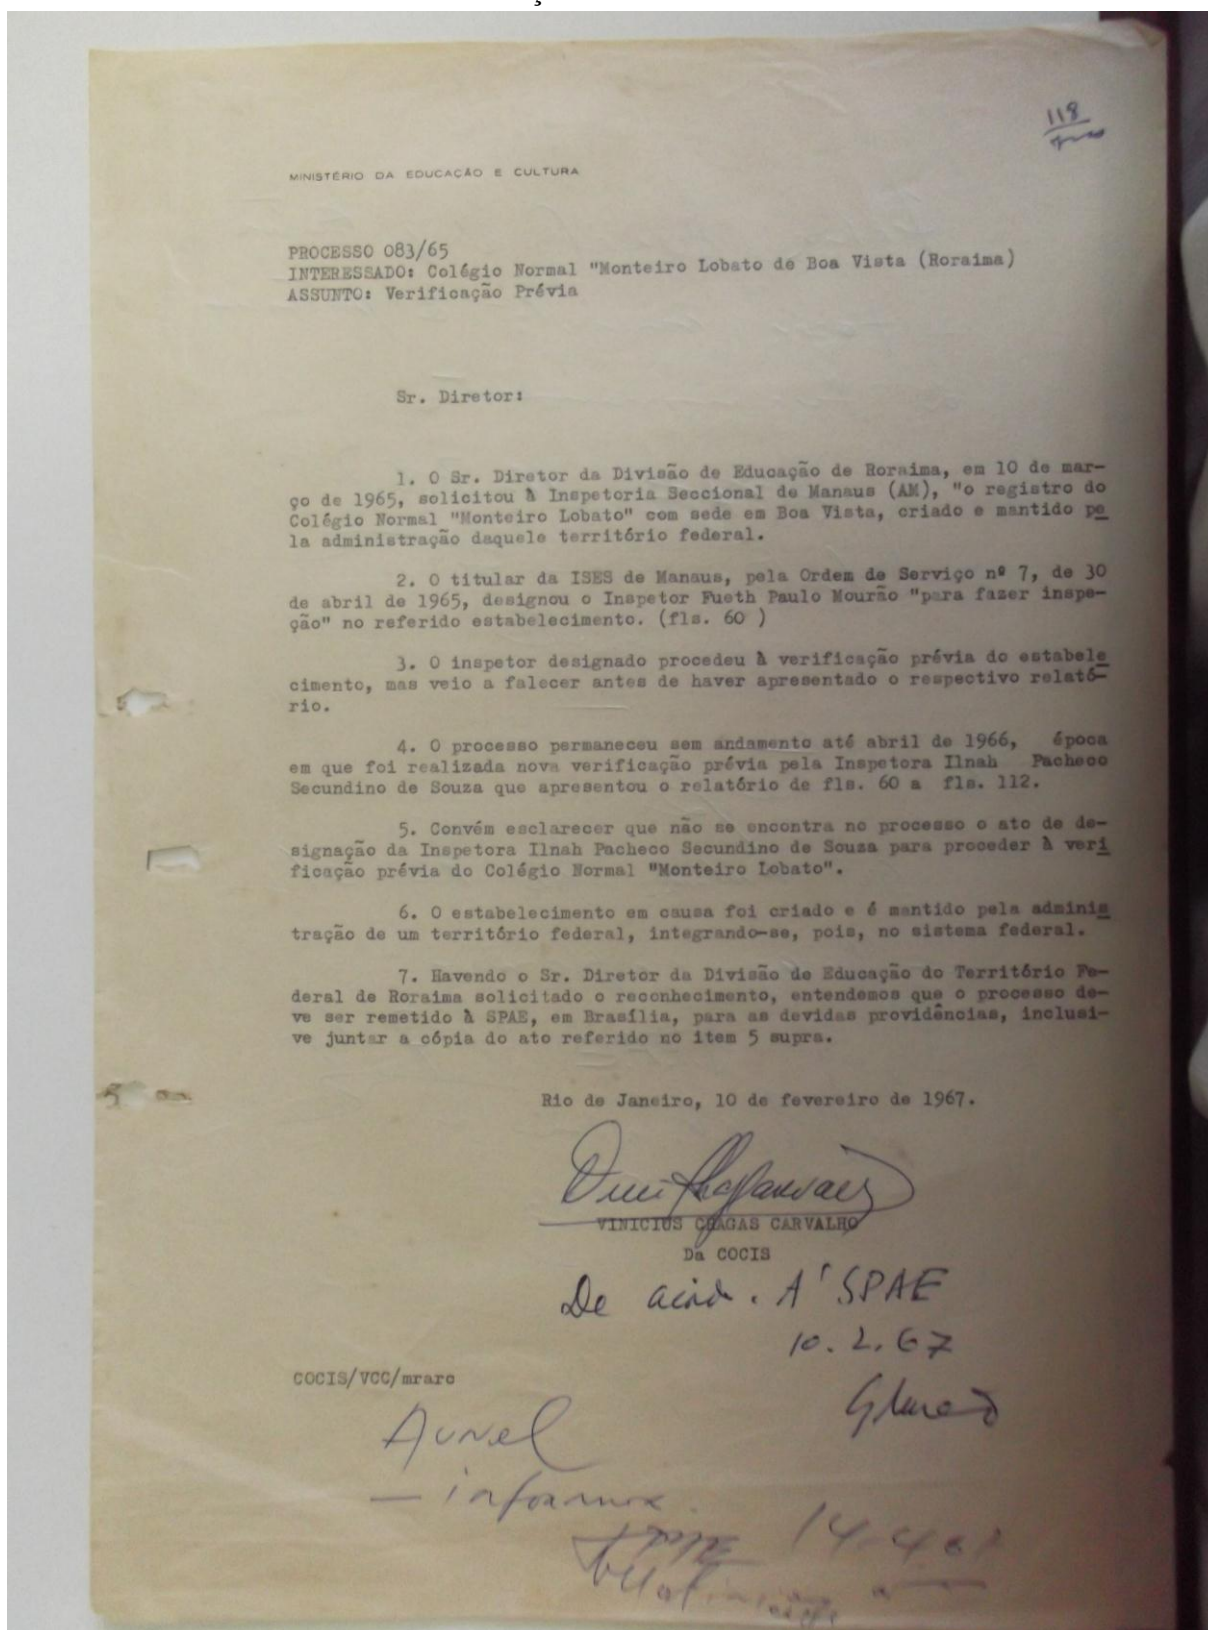 118
MINISTÉRIO DA EDUCAÇÃO E CULTURA
PROCESSO 083/65
INTERESSADO: Colégio Normal "Monteiro Lobato de Boa Vista (Roraima)
ASSUNTO: Verificação Prévia
Sr. Diretor:
1. O Sr. Diretor da Divisão de Educação de Roraima, em 10 de mar-
ço de 1965, solicitou à Inspetoria Seccional de Manaus (AM), "o registro do
Colégio Normal "Monteiro Lobato" com sede em Boa Vista, criado e mantido pe
la administração daquele território federal.
2. O titular da ISES de Manaus, pela Ordem de Serviço nº 7, de 30
de abril de 1965, designou o Inspetor Fueth Paulo Mourão "para fazer inspe-
ção" no referido estabelecimento. (fls. 60 )
3. O inspetor designado procedeu à verificação prévia do estabele
cimento, mas veio a falecer antes de haver apresentado o respectivo relató-
rio.
4. O processo permaneceu sem andamento até abril de 1966, época
em que foi realizada nova verificação prévia pela Inspetora Ilnah Pacheco
Secundino de Souza que apresentou o relatório de fls. 60 a fls. 112.
5. Convém esclarecer que não se encontra no processo o ato de de-
signação da Inspetora Ilnah Pacheco Secundino de Souza para proceder à veri
ficação prévia do Colégio Normal "Monteiro Lobato".
6. O estabelecimento em causa foi criado e é mantido pela adminis
tração de um território federal, integrando-se, pois, no sistema federal.
7. Havendo o Sr. Diretor da Divisão de Educação do Território Fe-
deral de Roraima solicitado o reconhecimento, entendemos que o processo de-
ve ser remetido à SPAE, em Brasília, para as devidas providências, inclusi-
ve juntar a cópia do ato referido no item 5 supra.
Rio de Janeiro, 10 de fevereiro de 1967.
VINICIUS CHAGAS CARVALHO
Da COCIS
De acordo. A' SPAE
10.2.67
COCIS/VCC/mrarc